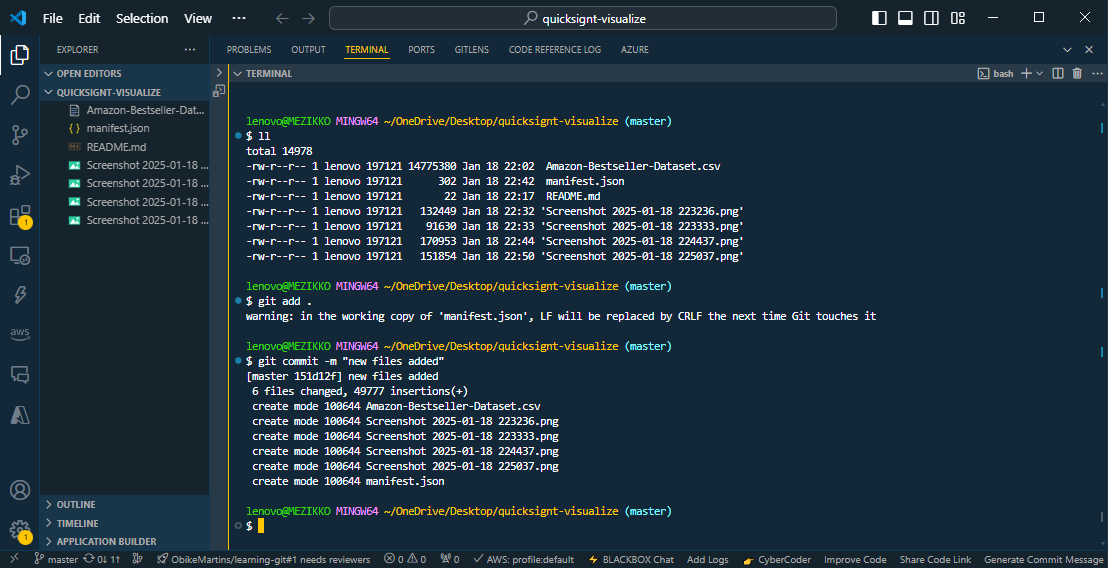 File Edit Selection View ··· quicksignt-visualize
EXPLORER ···
OPEN EDITORS
QUICKSIGNT-VISUALIZE
Amazon-Bestseller-Dat...
{} manifest.json
README.md
Screenshot 2025-01-18 ...
Screenshot 2025-01-18 ...
Screenshot 2025-01-18 ...
Screenshot 2025-01-18 ...
OUTLINE
TIMELINE
APPLICATION BUILDER
1
aws
1
PROBLEMS OUTPUT TERMINAL PORTS GITLENS CODE REFERENCE LOG AZURE
TERMINAL bash
lenovo@MEZIKKO MINGW64 ~/OneDrive/Desktop/quicksignt-visualize (master)
$ ll
total 14978
-rw-r--r-- 1 lenovo 197121 14775380 Jan 18 22:02  Amazon-Bestseller-Dataset.csv
-rw-r--r-- 1 lenovo 197121      302 Jan 18 22:42  manifest.json
-rw-r--r-- 1 lenovo 197121       22 Jan 18 22:17  README.md
-rw-r--r-- 1 lenovo 197121   132449 Jan 18 22:32 'Screenshot 2025-01-18 223236.png'
-rw-r--r-- 1 lenovo 197121    91630 Jan 18 22:33 'Screenshot 2025-01-18 223333.png'
-rw-r--r-- 1 lenovo 197121   170953 Jan 18 22:44 'Screenshot 2025-01-18 224437.png'
-rw-r--r-- 1 lenovo 197121   151854 Jan 18 22:50 'Screenshot 2025-01-18 225037.png'
lenovo@MEZIKKO MINGW64 ~/OneDrive/Desktop/quicksignt-visualize (master)
$ git add .
warning: in the working copy of 'manifest.json', LF will be replaced by CRLF the next time Git touches it
lenovo@MEZIKKO MINGW64 ~/OneDrive/Desktop/quicksignt-visualize (master)
$ git commit -m "new files added"
[master 151d12f] new files added
6 files changed, 49777 insertions(+)
create mode 100644 Amazon-Bestseller-Dataset.csv
create mode 100644 Screenshot 2025-01-18 223236.png
create mode 100644 Screenshot 2025-01-18 223333.png
create mode 100644 Screenshot 2025-01-18 224437.png
create mode 100644 Screenshot 2025-01-18 225037.png
create mode 100644 manifest.json
lenovo@MEZIKKO MINGW64 ~/OneDrive/Desktop/quicksignt-visualize (master)
$
master 0↓ 1↑ ObikeMartins/learning-git#1 needs reviewers 0 0 0 AWS: profile:default BLACKBOX Chat Add Logs CyberCoder Improve Code Share Code Link Generate Commit Message